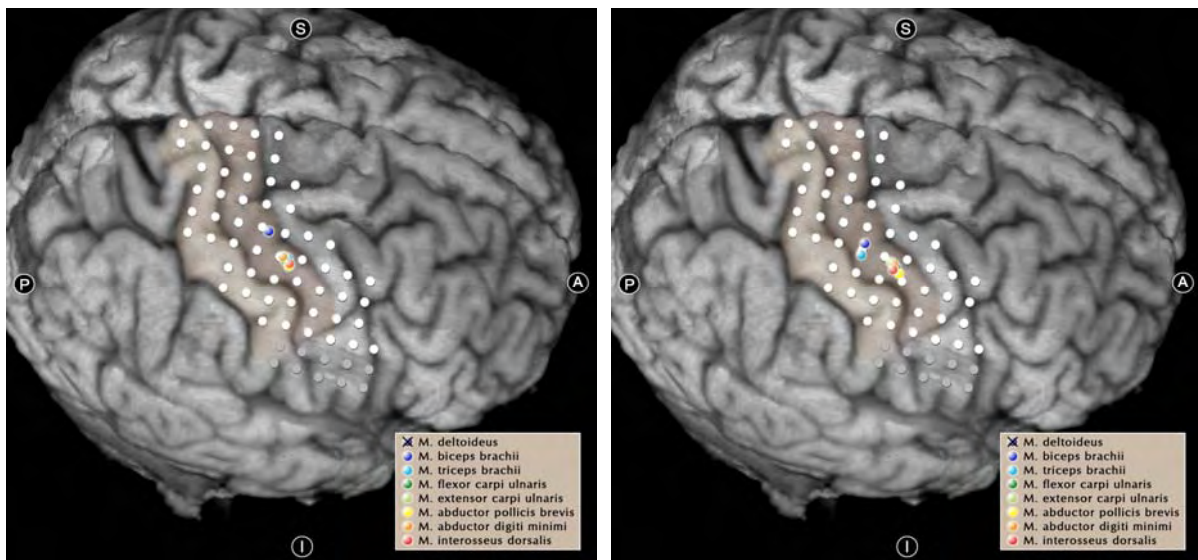 S
P
A
I
M. deltoideus
M. biceps brachii
M. triceps brachii
M. flexor carpi ulnaris
M. extensor carpi ulnaris
M. abductor pollicis brevis
M. abductor digiti minimi
M. interosseus dorsalis
S
P
A
I
M. deltoideus
M. biceps brachii
M. triceps brachii
M. flexor carpi ulnaris
M. extensor carpi ulnaris
M. abductor pollicis brevis
M. abductor digiti minimi
M. interosseus dorsalis